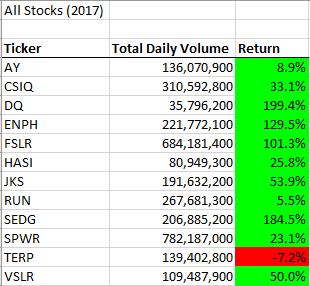 All Stocks (2017)
Ticker Total Daily Volume Return
AY 136,070,900 8.9%
CSIQ 310,592,800 33.1%
DQ 35,796,200 199.4%
ENPH 221,772,100 129.5%
FSLR 684,181,400 101.3%
HASI 80,949,300 25.8%
JKS 191,632,200 53.9%
RUN 267,681,300 5.5%
SEDG 206,885,200 184.5%
SPWR 782,187,000 23.1%
TERP 139,402,800 -7.2%
VSLR 109,487,900 50.0%